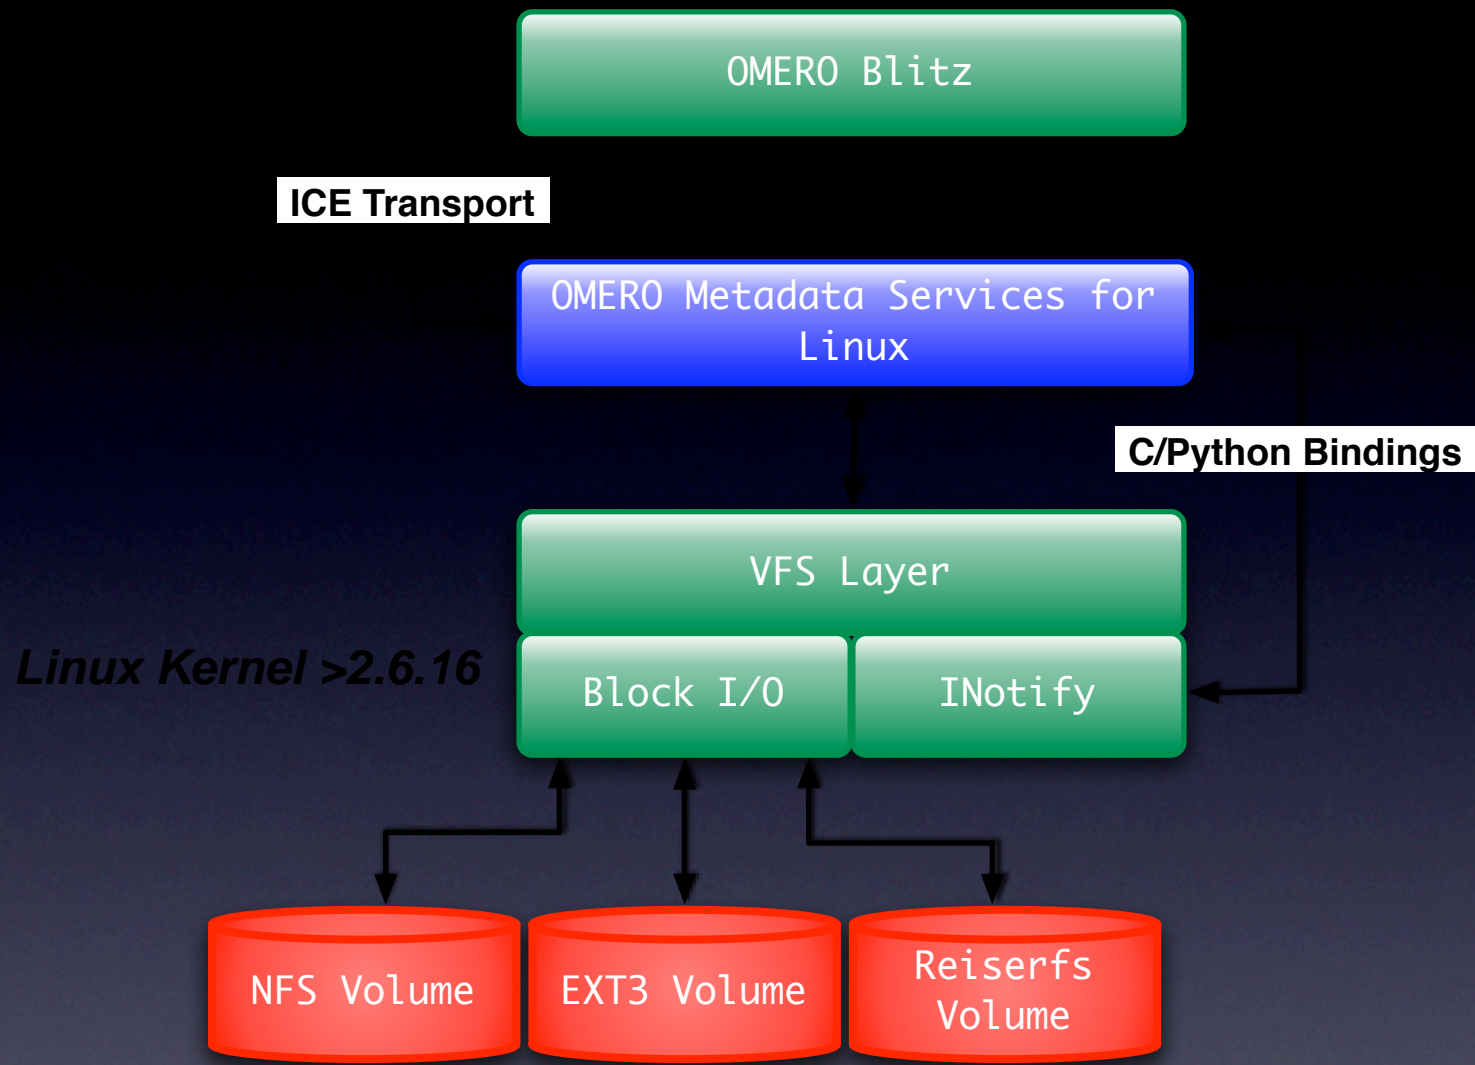 OMERO Blitz
ICE Transport
OMERO Metadata Services for
Linux
C/Python Bindings
VFS Layer
Linux Kernel >2.6.16
Block I/O
INotify
NFS Volume
EXT3 Volume
Reiserfs
Volume